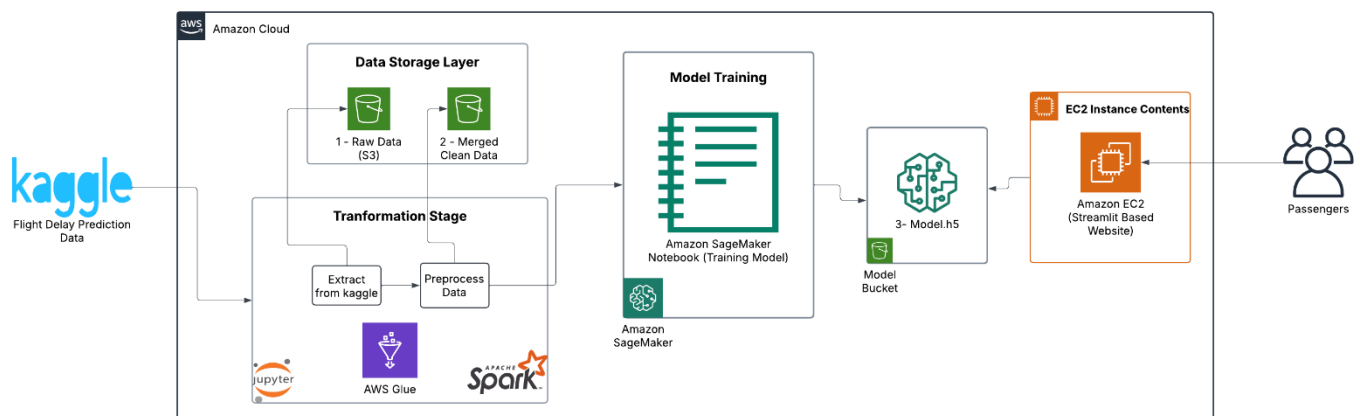 aws
Amazon Cloud
kaggle
Flight Delay Prediction
Data
Data Storage Layer
1 - Raw Data
(S3)
2 - Merged
Clean Data
Tranformation Stage
Extract
from kaggle
Preprocess
Data
jupyter
AWS Glue
APACHE
Spark
Model Training
Amazon SageMaker
Notebook (Training Model)
Amazon
SageMaker
3- Model.h5
Model
Bucket
EC2 Instance Contents
Amazon EC2
(Streamlit Based
Website)
Passengers